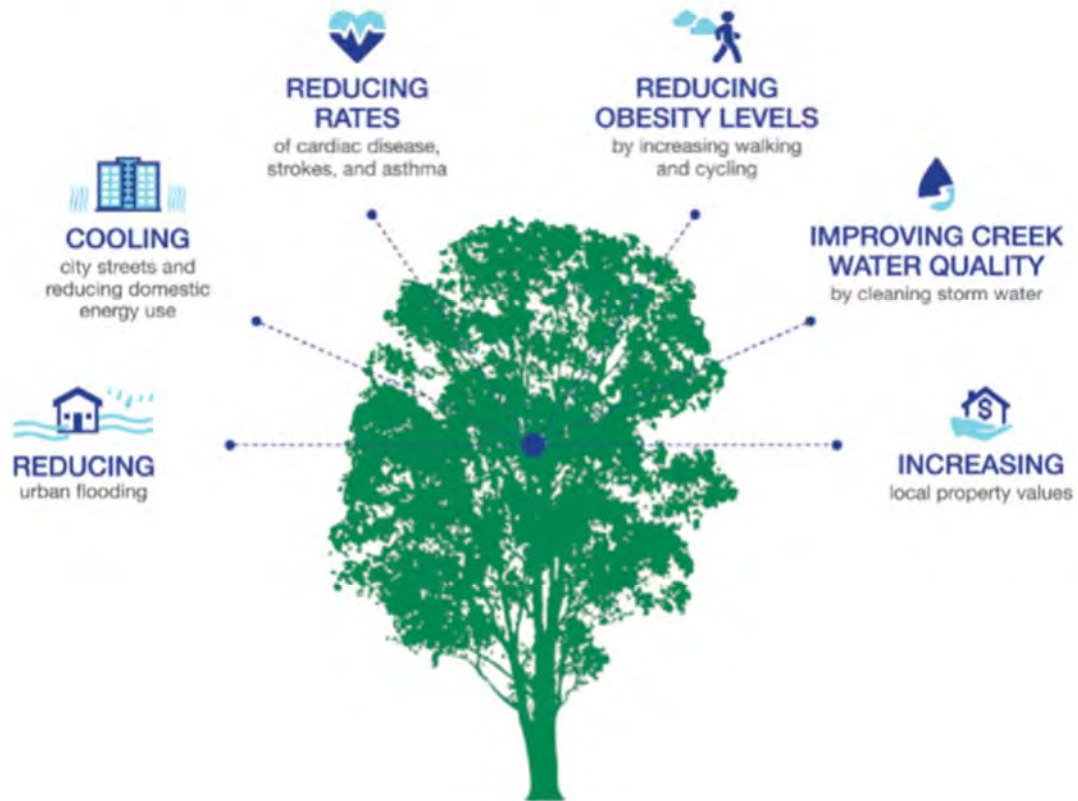 REDUCING
RATES
of cardiac disease,
strokes, and asthma
REDUCING
OBESITY LEVELS
by increasing walking
and cycling
COOLING
city streets and
reducing domestic
energy use
IMPROVING CREEK
WATER QUALITY
by cleaning storm water
REDUCING
urban flooding
$
INCREASING
local property values